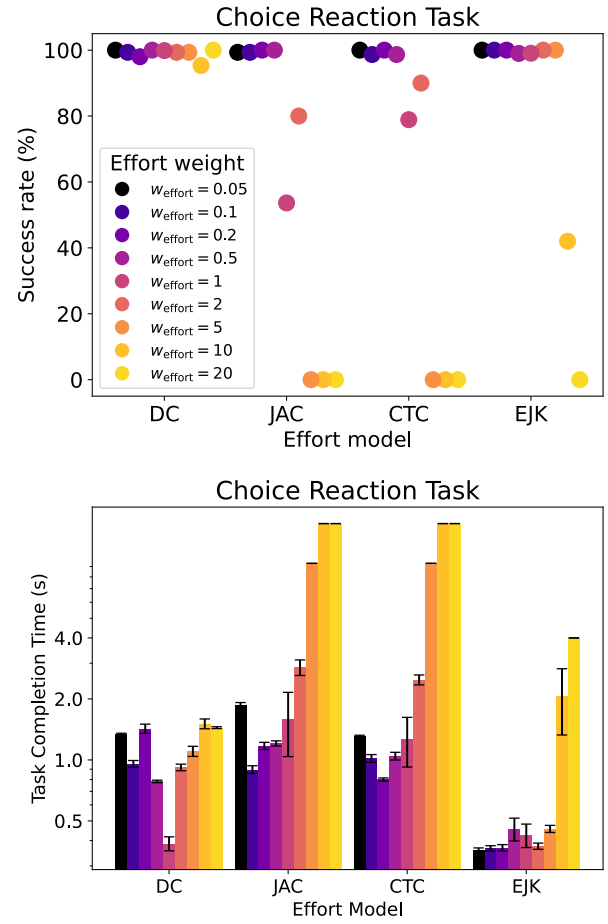 Choice Reaction Task
Success rate (%)
100
80
60
40
20
0
Effort weight
w_effort = 0.05
w_effort = 0.1
w_effort = 0.2
w_effort = 0.5
w_effort = 1
w_effort = 2
w_effort = 5
w_effort = 10
w_effort = 20
DC JAC CTC EJK
Effort model
Choice Reaction Task
Task Completion Time (s)
4.0
2.0
1.0
0.5
DC JAC CTC EJK
Effort Model